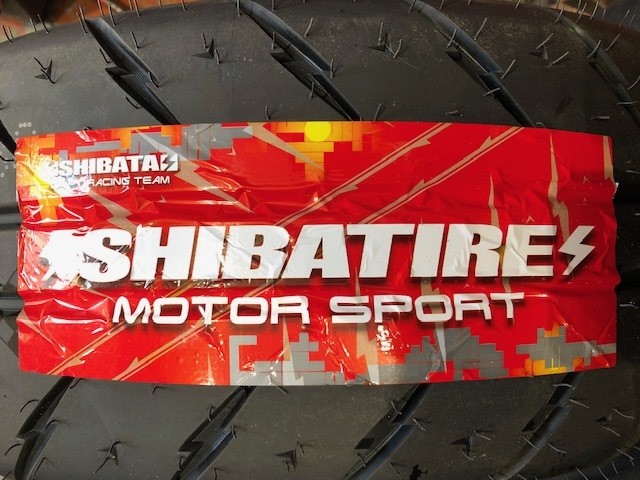 SHIBATA
RACING TEAM
SHIBATIRE
MOTOR SPORT